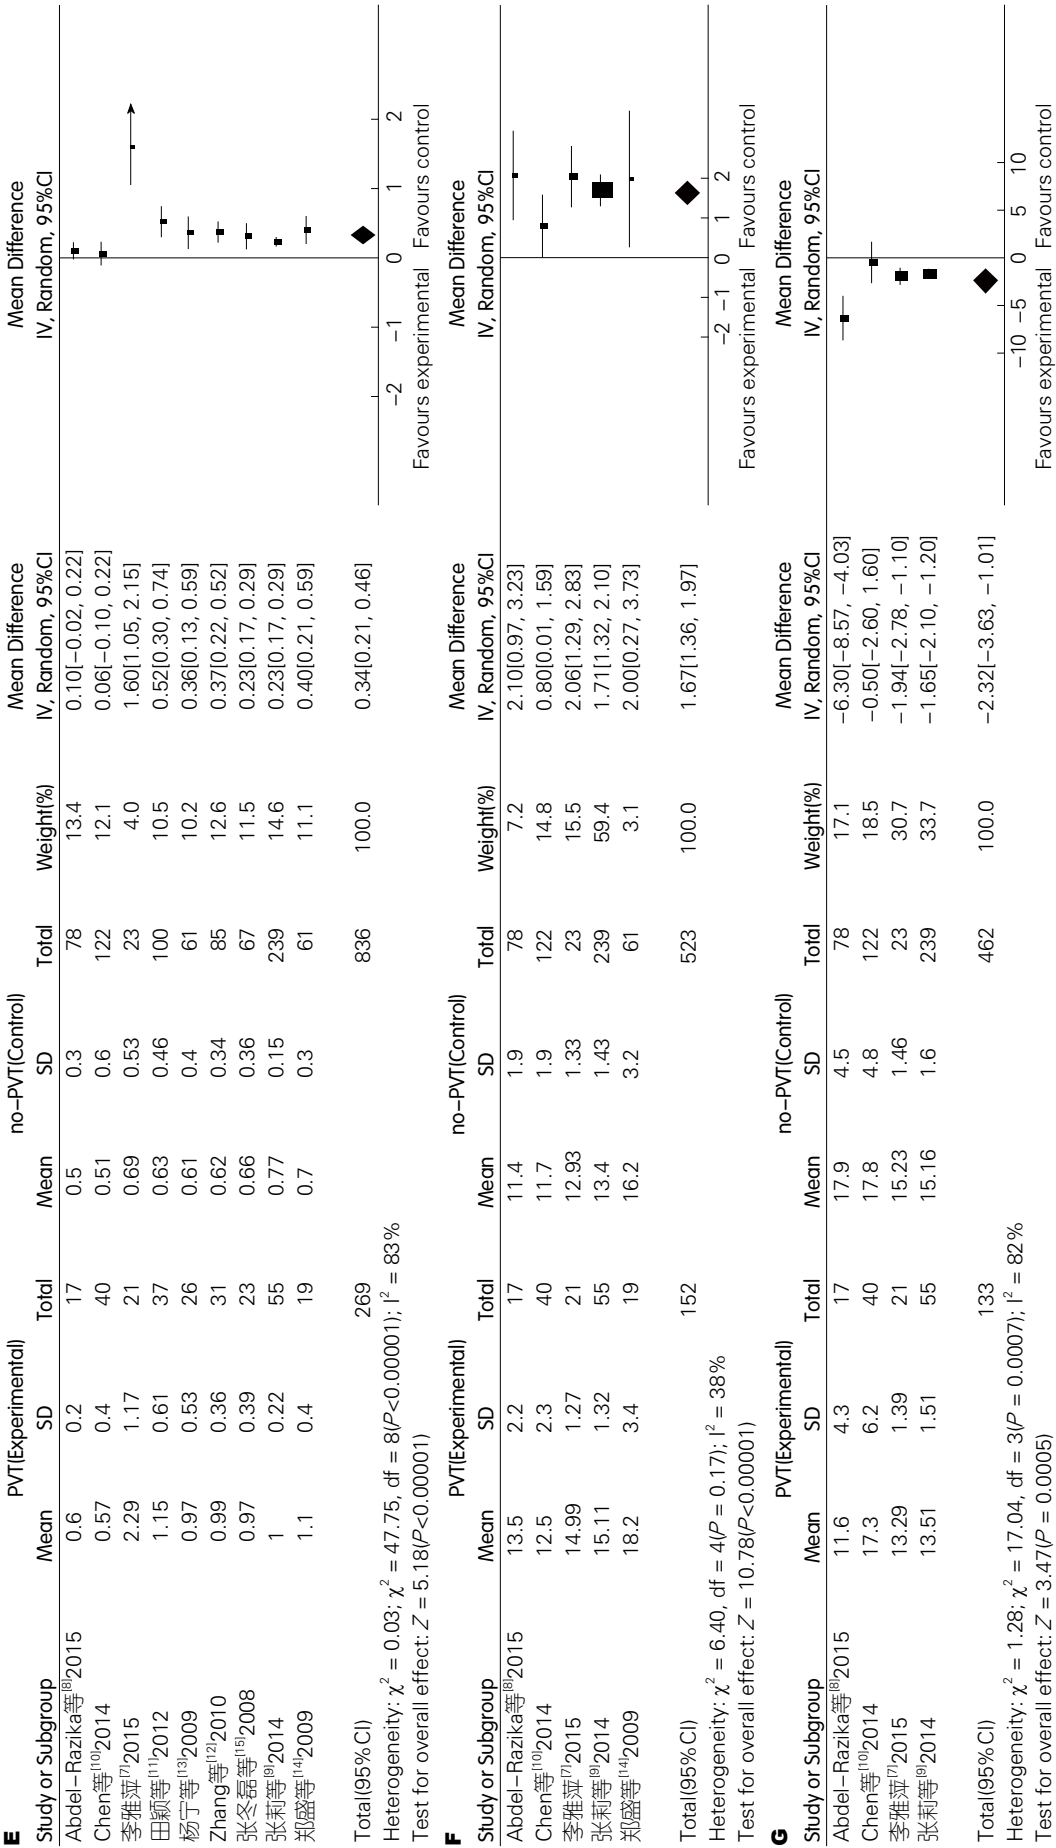 E
PVT(Experimental) no−PVT(Control) Mean Difference Mean Difference
Study or Subgroup Mean SD Total Mean SD Total Weight(%) IV, Random, 95%CI IV, Random, 95%CI
Abdel−Razika等[8]2015 0.6 0.2 17 0.5 0.3 78 13.4 0.10[−0.02, 0.22]
Chen等[10]2014 0.57 0.4 40 0.51 0.6 122 12.1 0.06[−0.10, 0.22]
李雅萍[7]2015 2.29 1.17 21 0.69 0.53 23 4.0 1.60[1.05, 2.15]
田颖等[11]2012 1.15 0.61 37 0.63 0.46 100 10.5 0.52[0.30, 0.74]
杨宁等[13]2009 0.97 0.53 26 0.61 0.4 61 10.2 0.36[0.13, 0.59]
Zhang等[12]2010 0.99 0.36 31 0.62 0.34 85 12.6 0.37[0.22, 0.52]
张冬磊等[15]2008 0.97 0.39 23 0.66 0.36 67 11.5 0.23[0.17, 0.29]
张莉等[9]2014 1 0.22 55 0.77 0.15 239 14.6 0.23[0.17, 0.29]
郑盛等[14]2009 1.1 0.4 19 0.7 0.3 61 11.1 0.40[0.21, 0.59]
Total(95%CI) 269 836 100.0 0.34[0.21, 0.46]
Heterogeneity: χ² = 0.03; χ² = 47.75, df = 8(P<0.00001); I² = 83%
Test for overall effect: Z = 5.18(P<0.00001)
−2 −1 0 1 2
Favours experimental Favours control
F
PVT(Experimental) no−PVT(Control) Mean Difference Mean Difference
Study or Subgroup Mean SD Total Mean SD Total Weight(%) IV, Random, 95%CI IV, Random, 95%CI
Abdel−Razika等[8]2015 13.5 2.2 17 11.4 1.9 78 7.2 2.10[0.97, 3.23]
Chen等[10]2014 12.5 2.3 40 11.7 1.9 122 14.8 0.80[0.01, 1.59]
李雅萍[7]2015 14.99 1.27 21 12.93 1.33 23 15.5 2.06[1.29, 2.83]
张莉等[9]2014 15.11 1.32 55 13.4 1.43 239 59.4 1.71[1.32, 2.10]
郑盛等[14]2009 18.2 3.4 19 16.2 3.2 61 3.1 2.00[0.27, 3.73]
Total(95%CI) 152 523 100.0 1.67[1.36, 1.97]
Heterogeneity: χ² = 6.40, df = 4(P = 0.17); I² = 38%
Test for overall effect: Z = 10.78(P<0.00001)
−2 −1 0 1 2
Favours experimental Favours control
G
PVT(Experimental) no−PVT(Control) Mean Difference Mean Difference
Study or Subgroup Mean SD Total Mean SD Total Weight(%) IV, Random, 95%CI IV, Random, 95%CI
Abdel−Razika等[8]2015 11.6 4.3 17 17.9 4.5 78 17.1 −6.30[−8.57, −4.03]
Chen等[10]2014 17.3 6.2 40 17.8 4.8 122 18.5 −0.50[−2.60, 1.60]
李雅萍[7]2015 13.29 1.39 21 15.23 1.46 23 30.7 −1.94[−2.78, −1.10]
张莉等[9]2014 13.51 1.51 55 15.16 1.6 239 33.7 −1.65[−2.10, −1.20]
Total(95%CI) 133 462 100.0 −2.32[−3.63, −1.01]
Heterogeneity: χ² = 1.28; χ² = 17.04, df = 3(P = 0.0007); I² = 82%
Test for overall effect: Z = 3.47(P = 0.0005)
−10 −5 0 5 10
Favours experimental Favours control